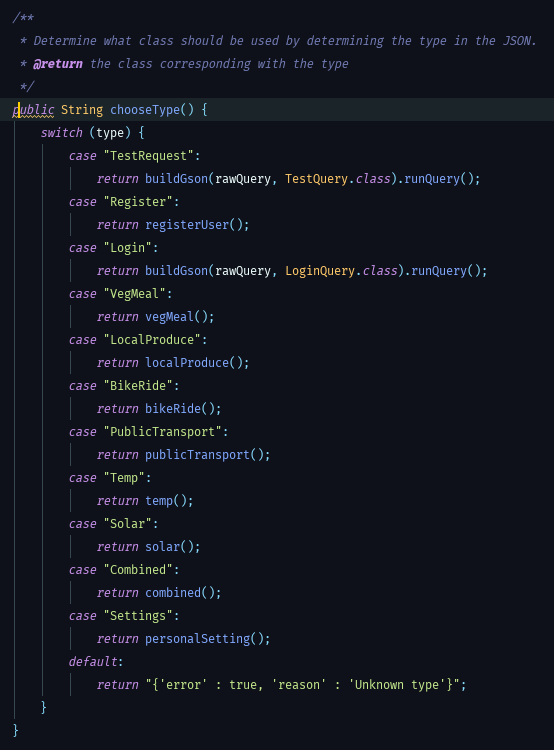 /**
 * Determine what class should be used by determining the type in the JSON.
 * @return the class corresponding with the type
 */
public String chooseType() {
    switch (type) {
        case "TestRequest":
            return buildGson(rawQuery, TestQuery.class).runQuery();
        case "Register":
            return registerUser();
        case "Login":
            return buildGson(rawQuery, LoginQuery.class).runQuery();
        case "VegMeal":
            return vegMeal();
        case "LocalProduce":
            return localProduce();
        case "BikeRide":
            return bikeRide();
        case "PublicTransport":
            return publicTransport();
        case "Temp":
            return temp();
        case "Solar":
            return solar();
        case "Combined":
            return combined();
        case "Settings":
            return personalSetting();
        default:
            return "{'error' : true, 'reason' : 'Unknown type'}";
    }
}